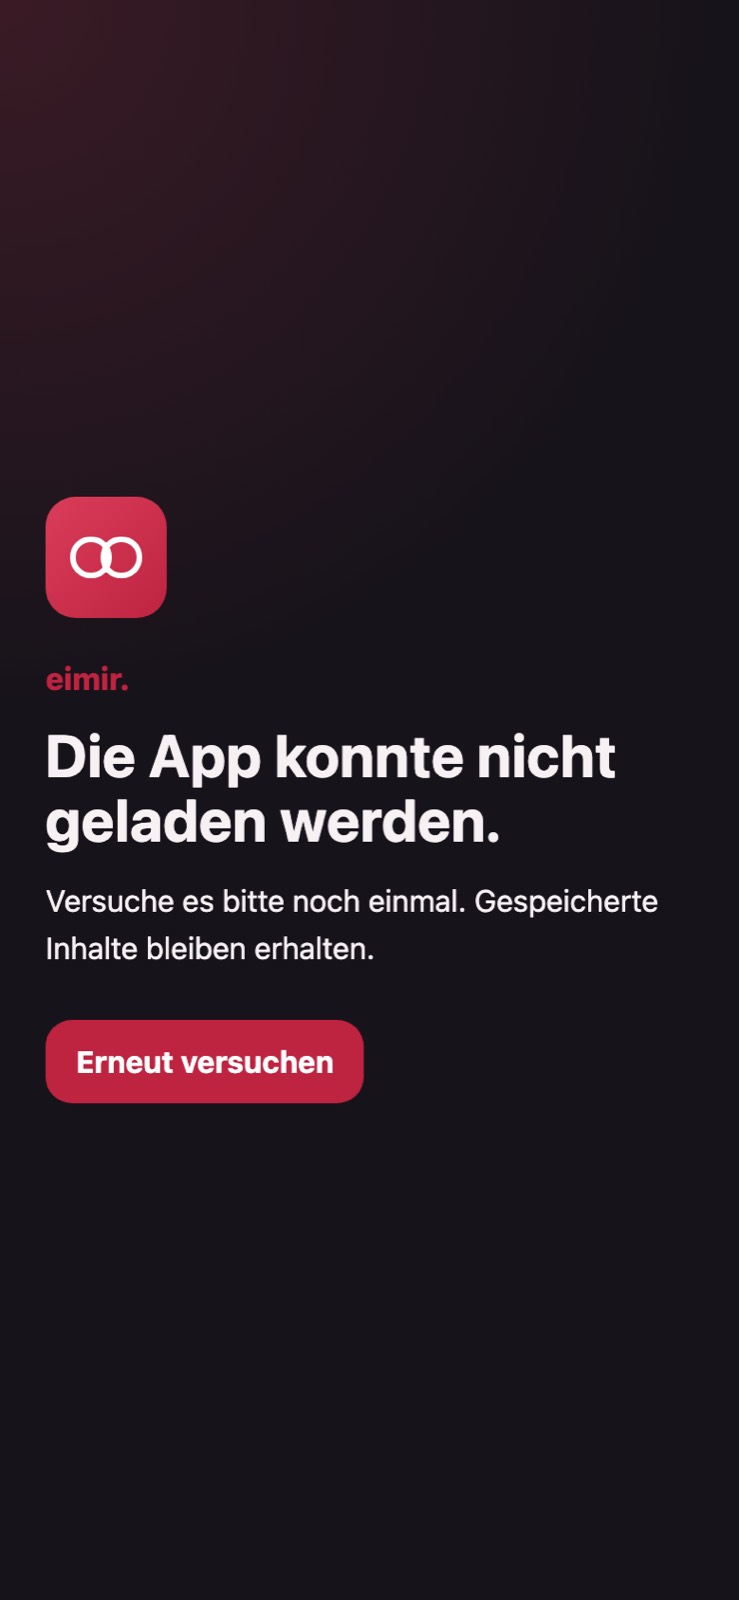 eimir.
Die App konnte nicht
geladen werden.
Versuche es bitte noch einmal. Gespeicherte
Inhalte bleiben erhalten.
Erneut versuchen